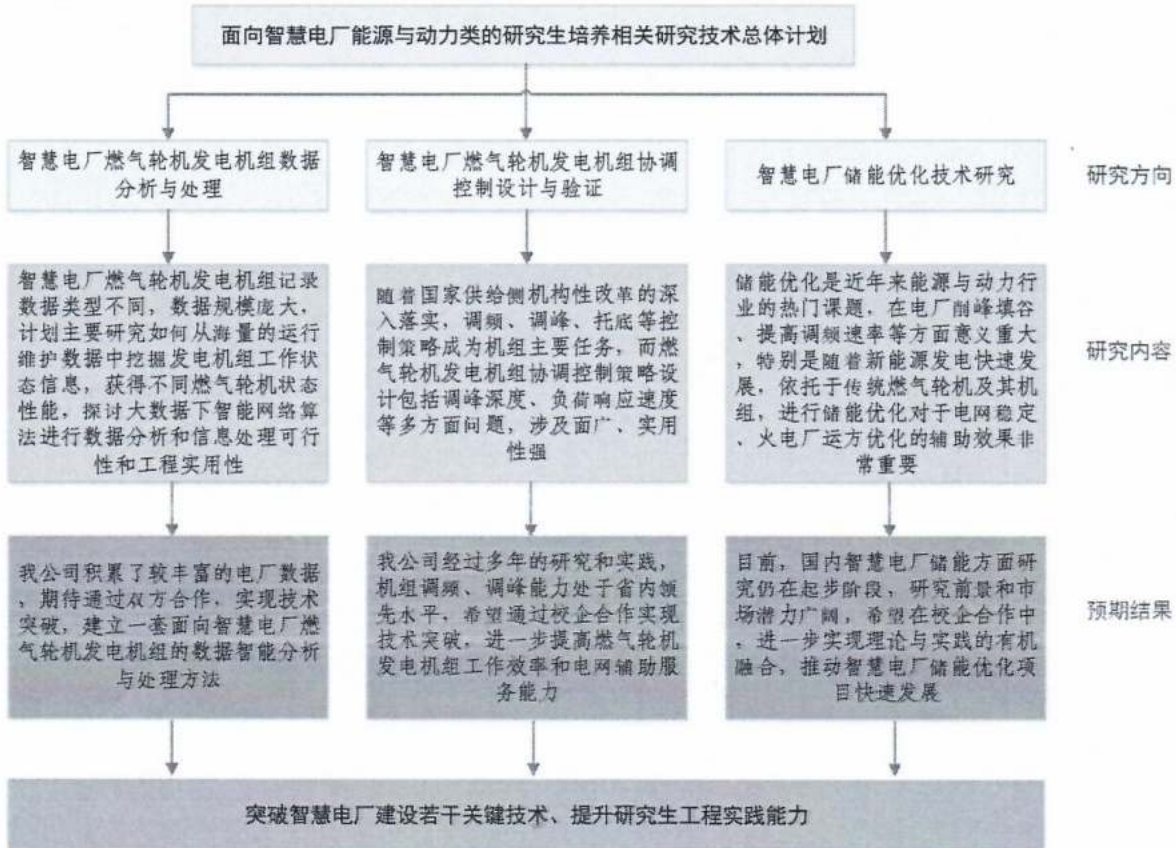 面向智慧电厂能源与动力类的研究生培养相关研究技术总体计划
智慧电厂燃气轮机发电机组数据
分析与处理
智慧电厂燃气轮机发电机组协调
控制设计与验证
智慧电厂储能优化技术研究
研究方向
智慧电厂燃气轮机发电机组记录
数据类型不同，数据规模庞大，
计划主要研究如何从海量的运行
维护数据中挖掘发电机组工作状
态信息，获得不同燃气轮机状态
性能，探讨大数据下智能网络算
法进行数据分析和信息处理可行
性和工程实用性
随着国家供给侧机构性改革的深
入落实，调频、调峰、托底等控
制策略成为机组主要任务，而燃
气轮机发电机组协调控制策略设
计包括调峰深度、负荷响应速度
等多方面问题，涉及面广、实用
性强
储能优化是近年来能源与动力行
业的热门课题，在电厂削峰填谷
、提高调频速率等方面意义重大
，特别是随着新能源发电快速发
展，依托于传统燃气轮机及其机
组，进行储能优化对于电网稳定
、火电厂运方优化的辅助效果非
常重要
研究内容
我公司积累了较丰富的电厂数据
，期待通过双方合作，实现技术
突破，建立一套面向智慧电厂燃
气轮机发电机组的数据智能分析
与处理方法
我公司经过多年的研究和实践，
机组调频、调峰能力处于省内领
先水平，希望通过校企合作实现
技术突破，进一步提高燃气轮机
发电机组工作效率和电网辅助服
务能力
目前，国内智慧电厂储能方面研
究仍在起步阶段，研究前景和市
场潜力广阔，希望在校企合作中
，进一步实现理论与实践的有机
融合，推动智慧电厂储能优化项
目快速发展
预期结果
突破智慧电厂建设若干关键技术、提升研究生工程实践能力